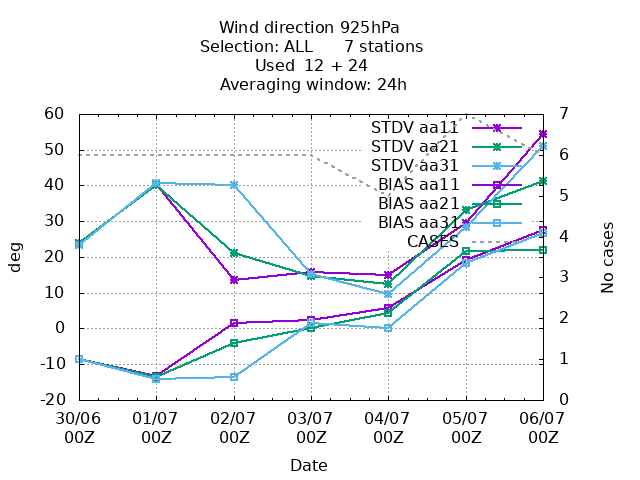 Wind direction 925hPa
Selection: ALL 7 stations
Used 12 + 24
Averaging window: 24h
60
50
40
30
20
10
0
-10
-20
deg
7
6
5
4
3
2
1
0
No cases
STDV aa11
STDV aa21
STDV aa31
BIAS aa11
BIAS aa21
BIAS aa31
CASES
30/06 01/07 02/07 03/07 04/07 05/07 06/07
00Z 00Z 00Z 00Z 00Z 00Z 00Z
Date